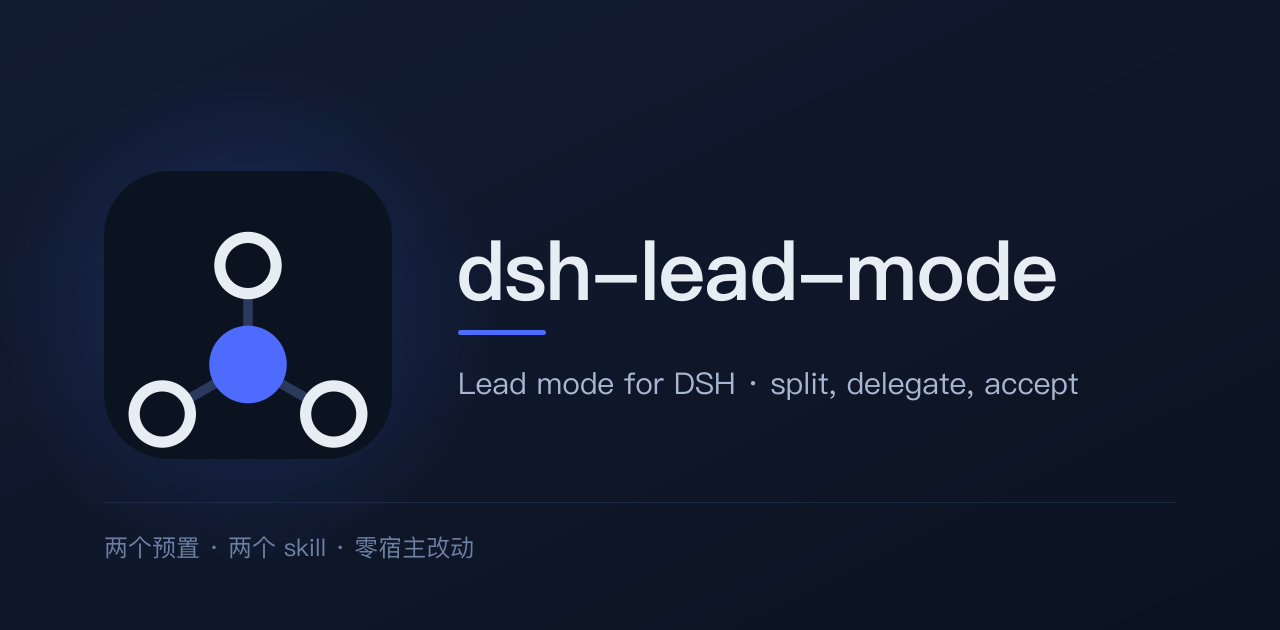 dsh-lead-mode
Lead mode for DSH · split, delegate, accept
两个预置 · 两个 skill · 零宿主改动